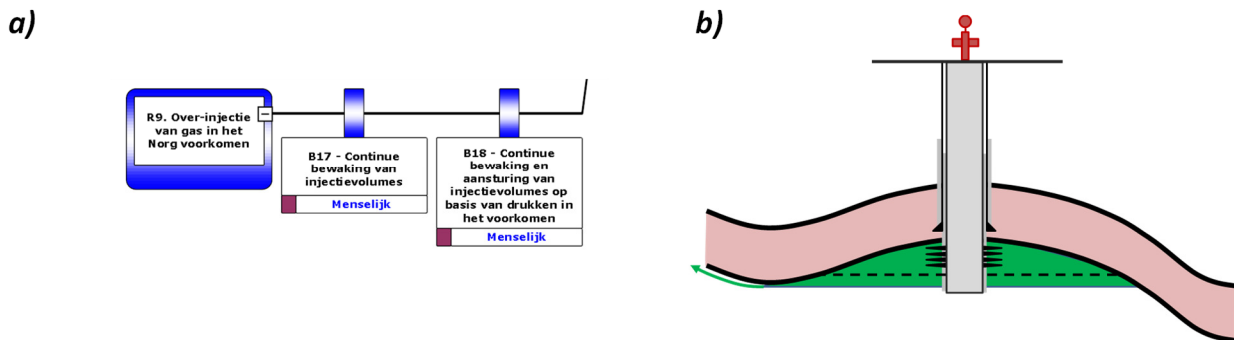 a)
R9. Over-injectie
van gas in het
Norg voorkomen
B17 - Continue
bewaking van
injectievolumes
Menselijk
B18 - Continue
bewaking en
aansturing van
injectievolumes op
basis van drukken in
het voorkomen
Menselijk
b)